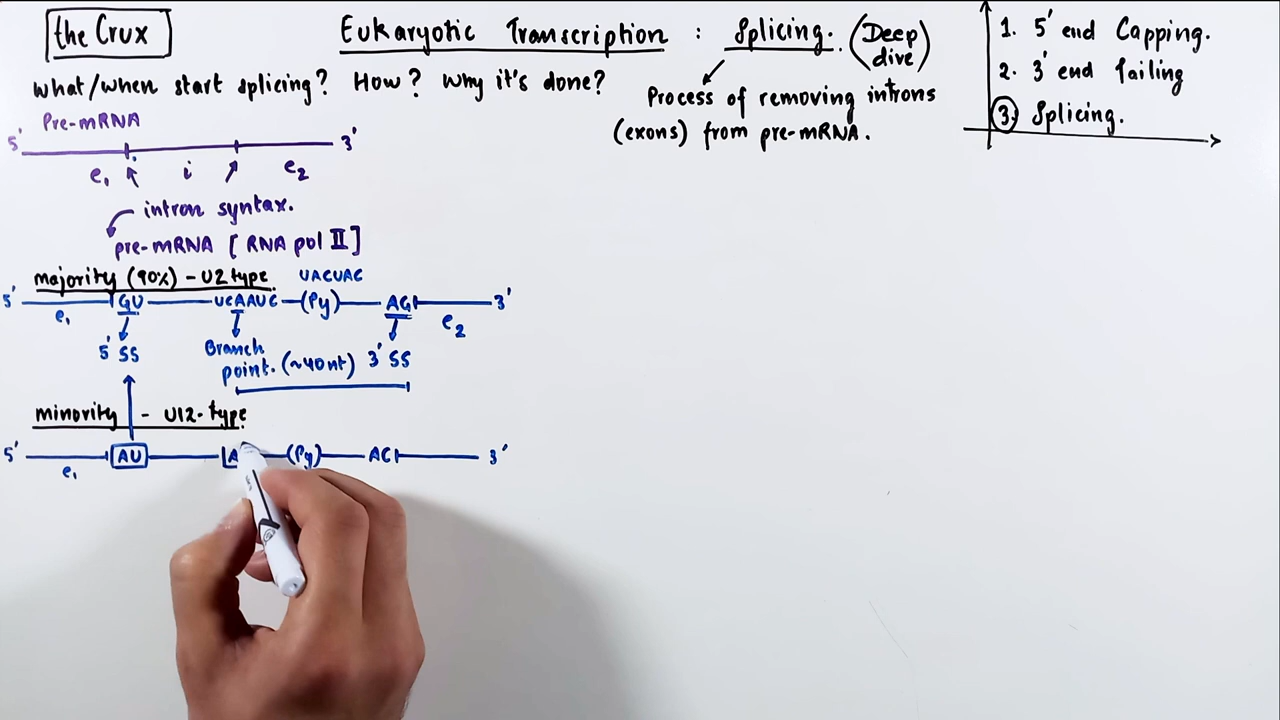 the Crux
Eukaryotic Transcription : Splicing. (Deep dive)
What/when start splicing? How? Why it's done?
Process of removing introns
(exons) from pre-mRNA.
1. 5' end Capping.
2. 3' end Tailing
3. Splicing.
Pre-mRNA
5' 3'
e₁ i e₂
intron syntax.
pre-mRNA [RNA pol II]
majority (90%) - U2 type UACUAC
5' GU UCAAUC (Py) AG 3'
e₁ e₂
5' SS Branch point. (~40nt) 3' SS
minority - U12-type
5' AU (Py) AC 3'
e₁